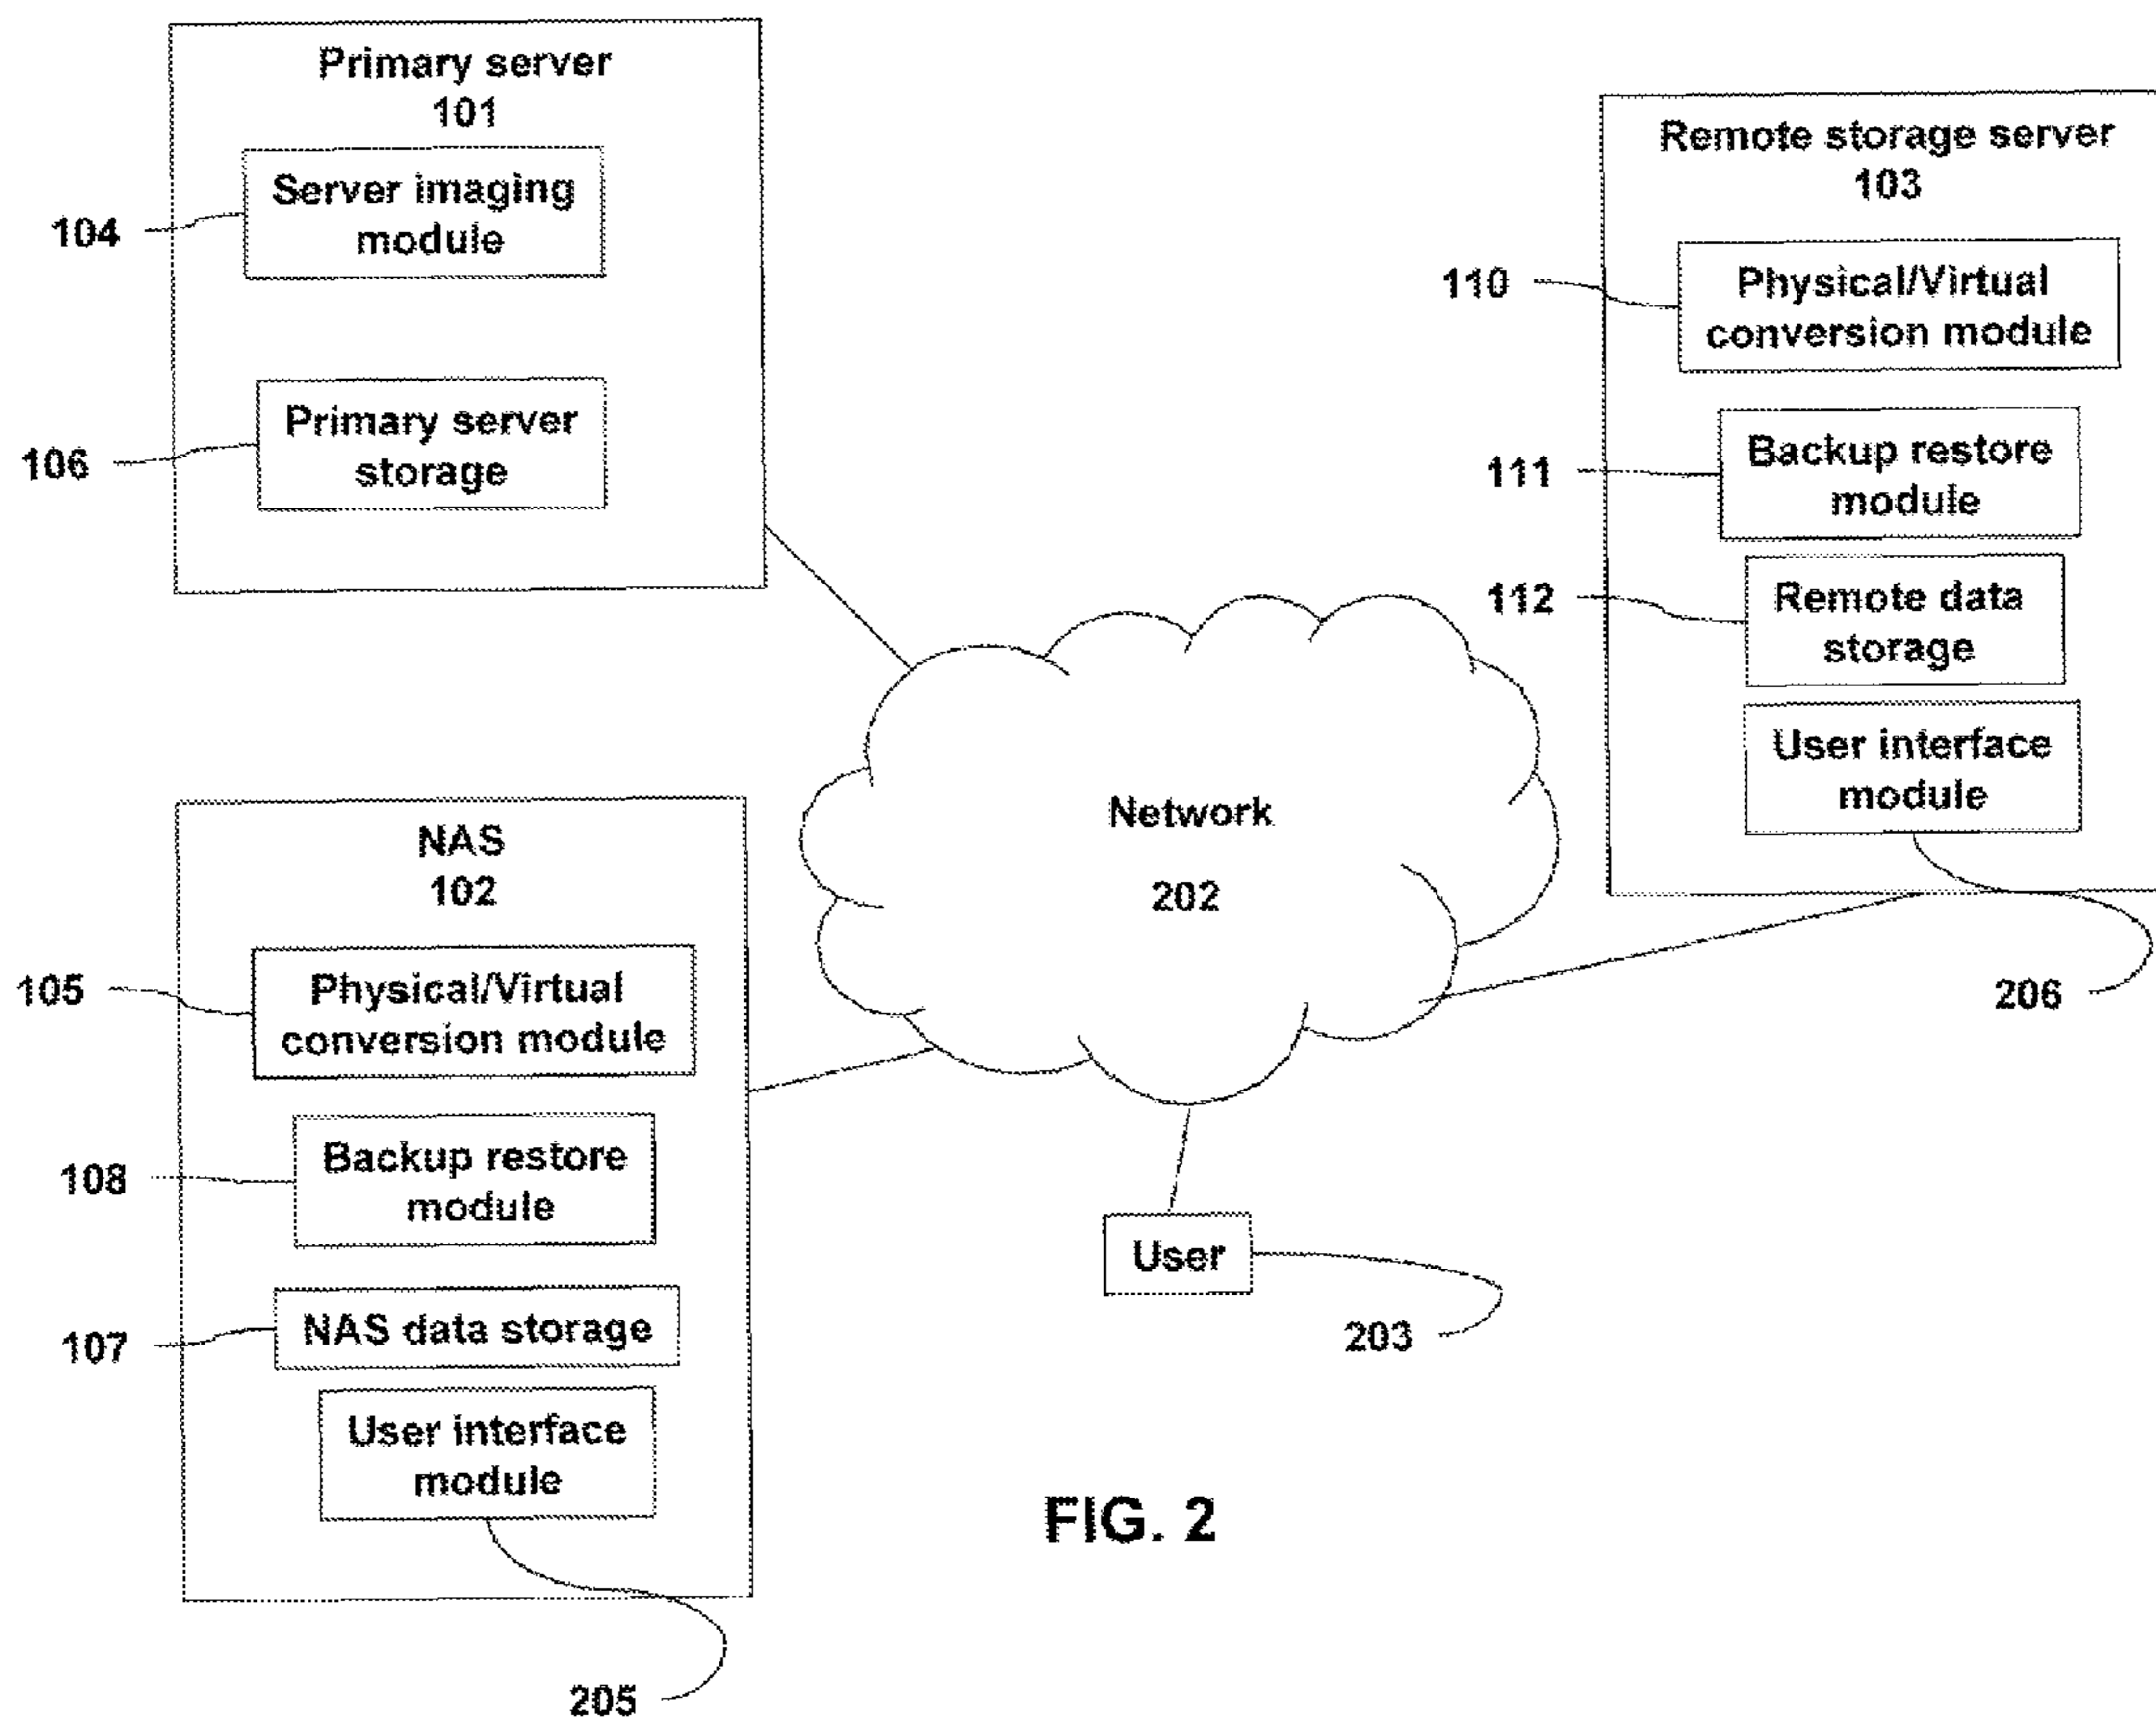 Primary server
101
Server imaging
module
104
Primary server
storage
106
Remote storage server
103
Physical/Virtual
conversion module
110
Backup restore
module
111
Remote data
storage
112
User interface
module
206
Network
202
NAS
102
Physical/Virtual
conversion module
105
Backup restore
module
108
NAS data storage
107
User interface
module
205
User
203
FIG. 2